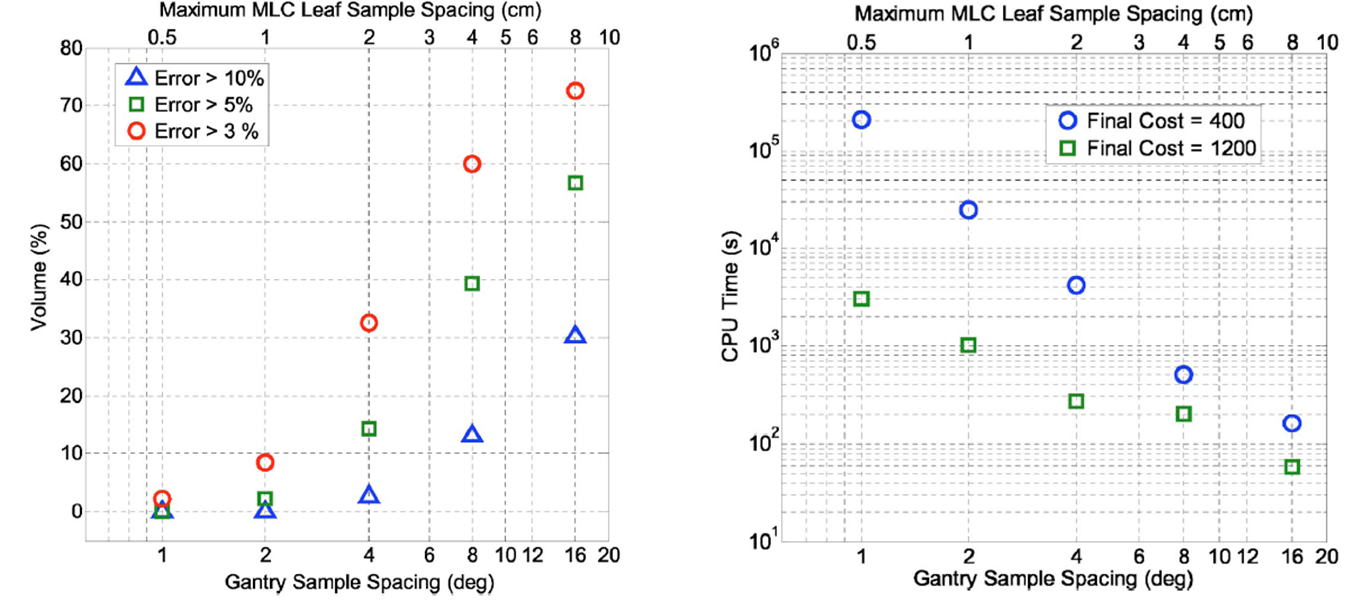 Maximum MLC Leaf Sample Spacing (cm)
0.5 1 2 3 4 5 6 8 10
80
70
60
50
40
30
20
10
0
Volume (%)
Error > 10%
Error > 5%
Error > 3 %
1 2 4 6 8 10 12 16 20
Gantry Sample Spacing (deg)
Maximum MLC Leaf Sample Spacing (cm)
0.5 1 2 3 4 5 6 8 10
10⁶
10⁵
10⁴
10³
10²
10¹
CPU Time (s)
Final Cost = 400
Final Cost = 1200
1 2 4 6 8 10 12 16 20
Gantry Sample Spacing (deg)